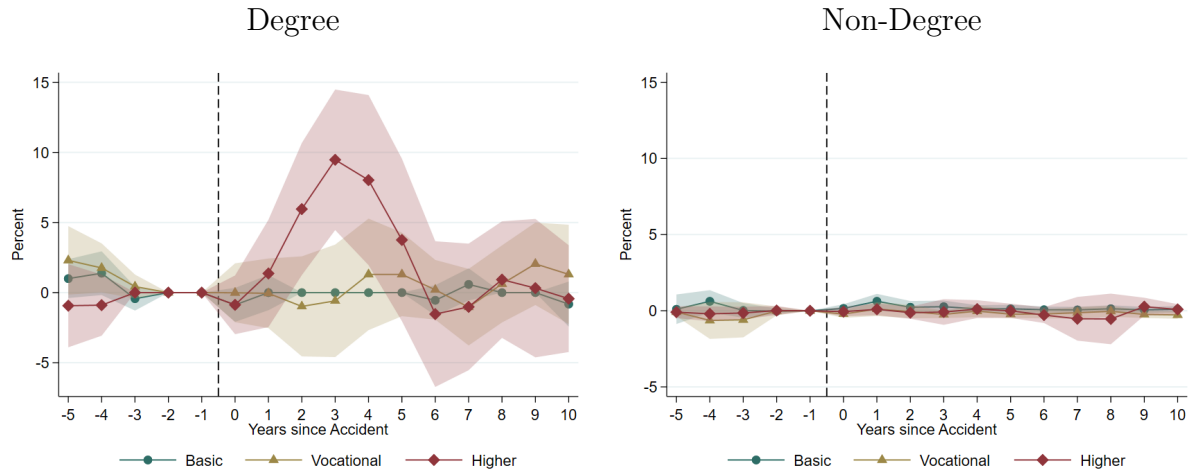 Degree
Percent
15
10
5
0
-5
-5 -4 -3 -2 -1 0 1 2 3 4 5 6 7 8 9 10
Years since Accident
Basic Vocational Higher
Non-Degree
Percent
15
10
5
0
-5
-5 -4 -3 -2 -1 0 1 2 3 4 5 6 7 8 9 10
Years since Accident
Basic Vocational Higher